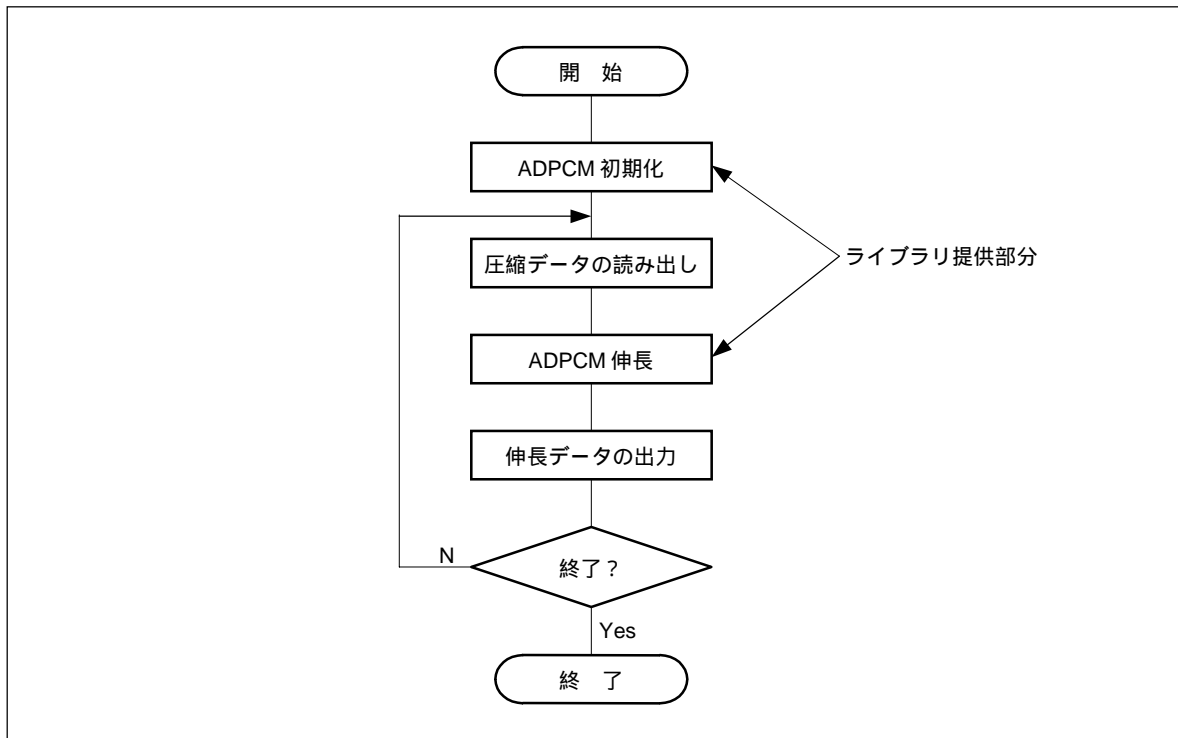 開　始
ADPCM 初期化
圧縮データの読み出し
ライブラリ提供部分
ADPCM 伸長
伸長データの出力
N
終了？
Yes
終　了